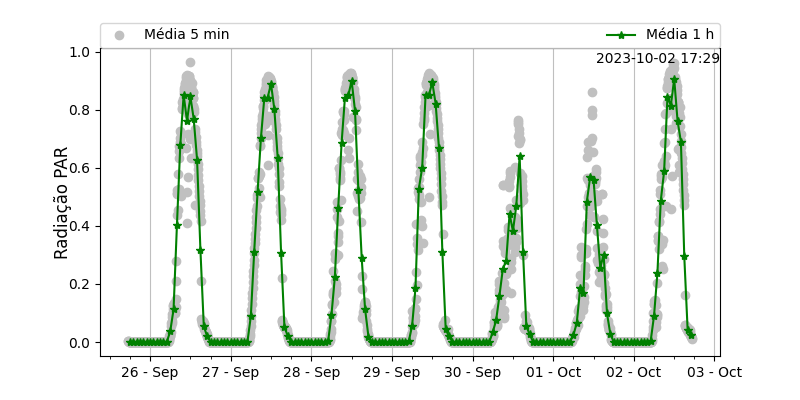 Média 5 min
Média 1 h
2023-10-02 17:29
Radiação PAR
1.0
0.8
0.6
0.4
0.2
0.0
26 - Sep
27 - Sep
28 - Sep
29 - Sep
30 - Sep
01 - Oct
02 - Oct
03 - Oct